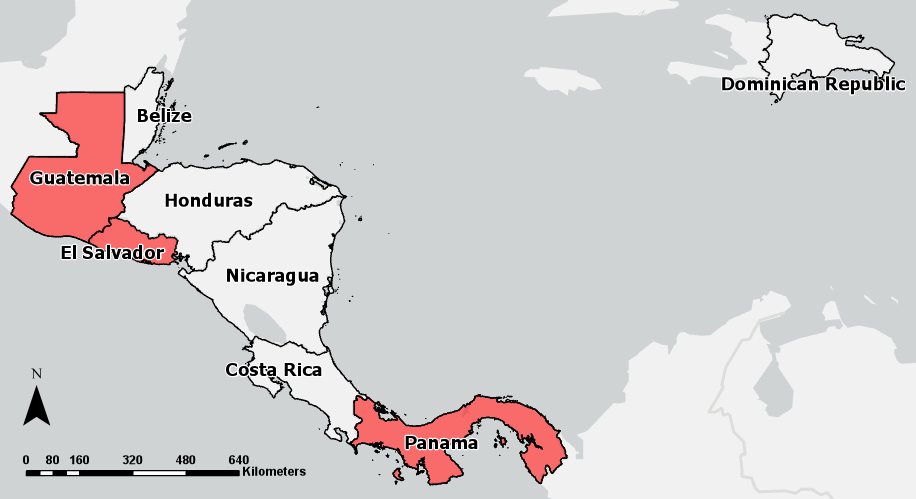 Dominican Republic
Belize
Guatemala
Honduras
El Salvador
Nicaragua
Costa Rica
N
Panama
0 80 160 320 480 640
Kilometers